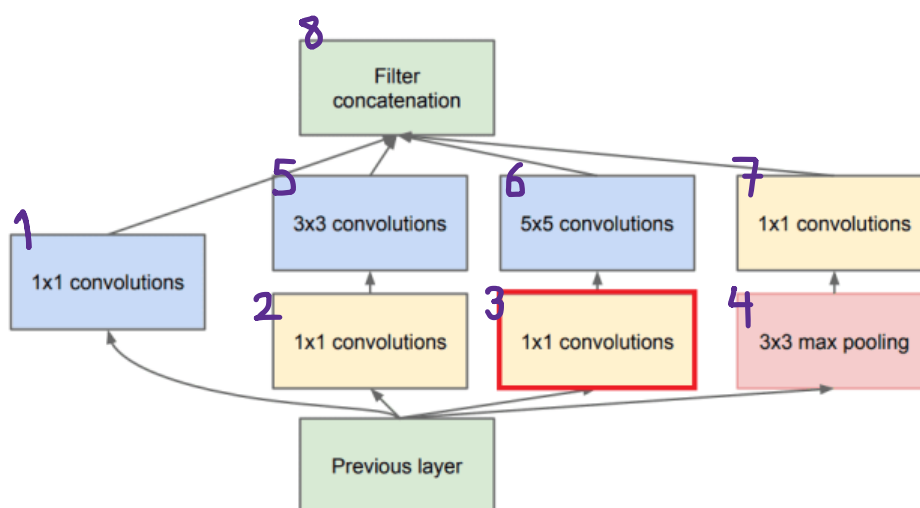 8
Filter
concatenation
5
3x3 convolutions
6
5x5 convolutions
7
1x1 convolutions
1
1x1 convolutions
2
1x1 convolutions
3
1x1 convolutions
4
3x3 max pooling
Previous layer